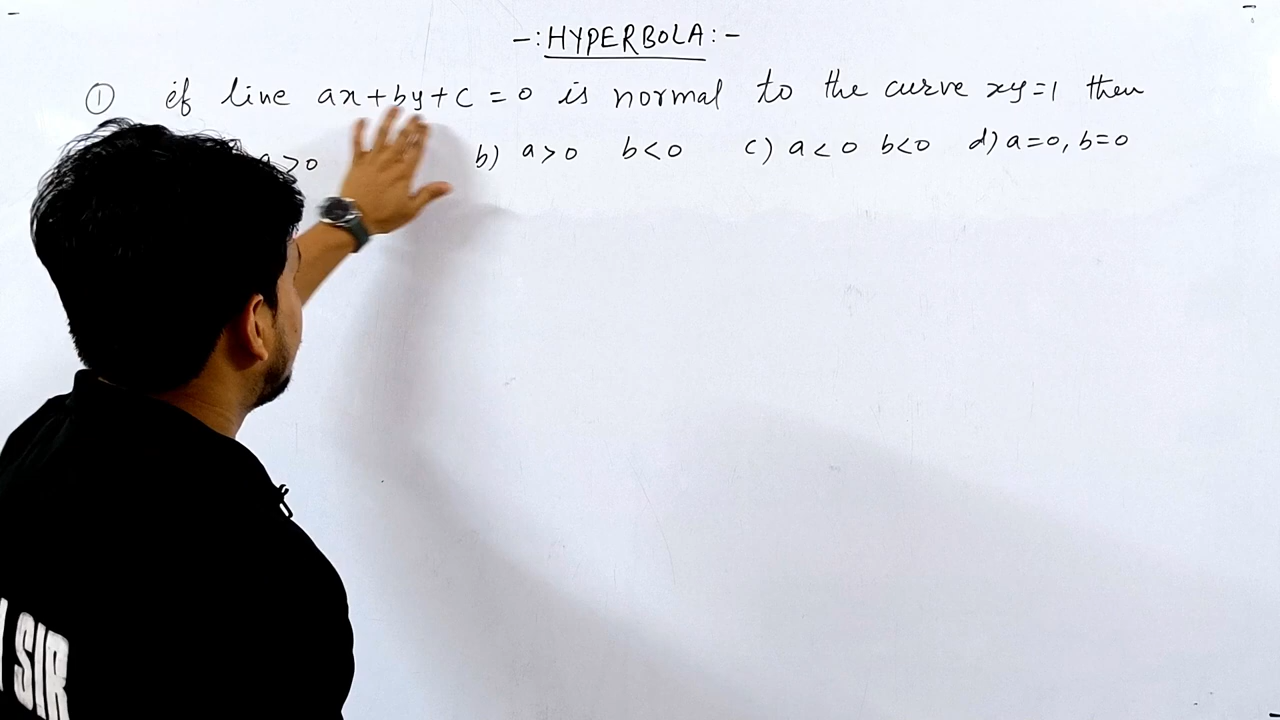 -: HYPERBOLA :-
① if line ax+by+c = 0 is normal to the curve xy=1 then
a>0 b) a>0 b<0 c) a<0 b<0 d) a=0, b=0
SIR